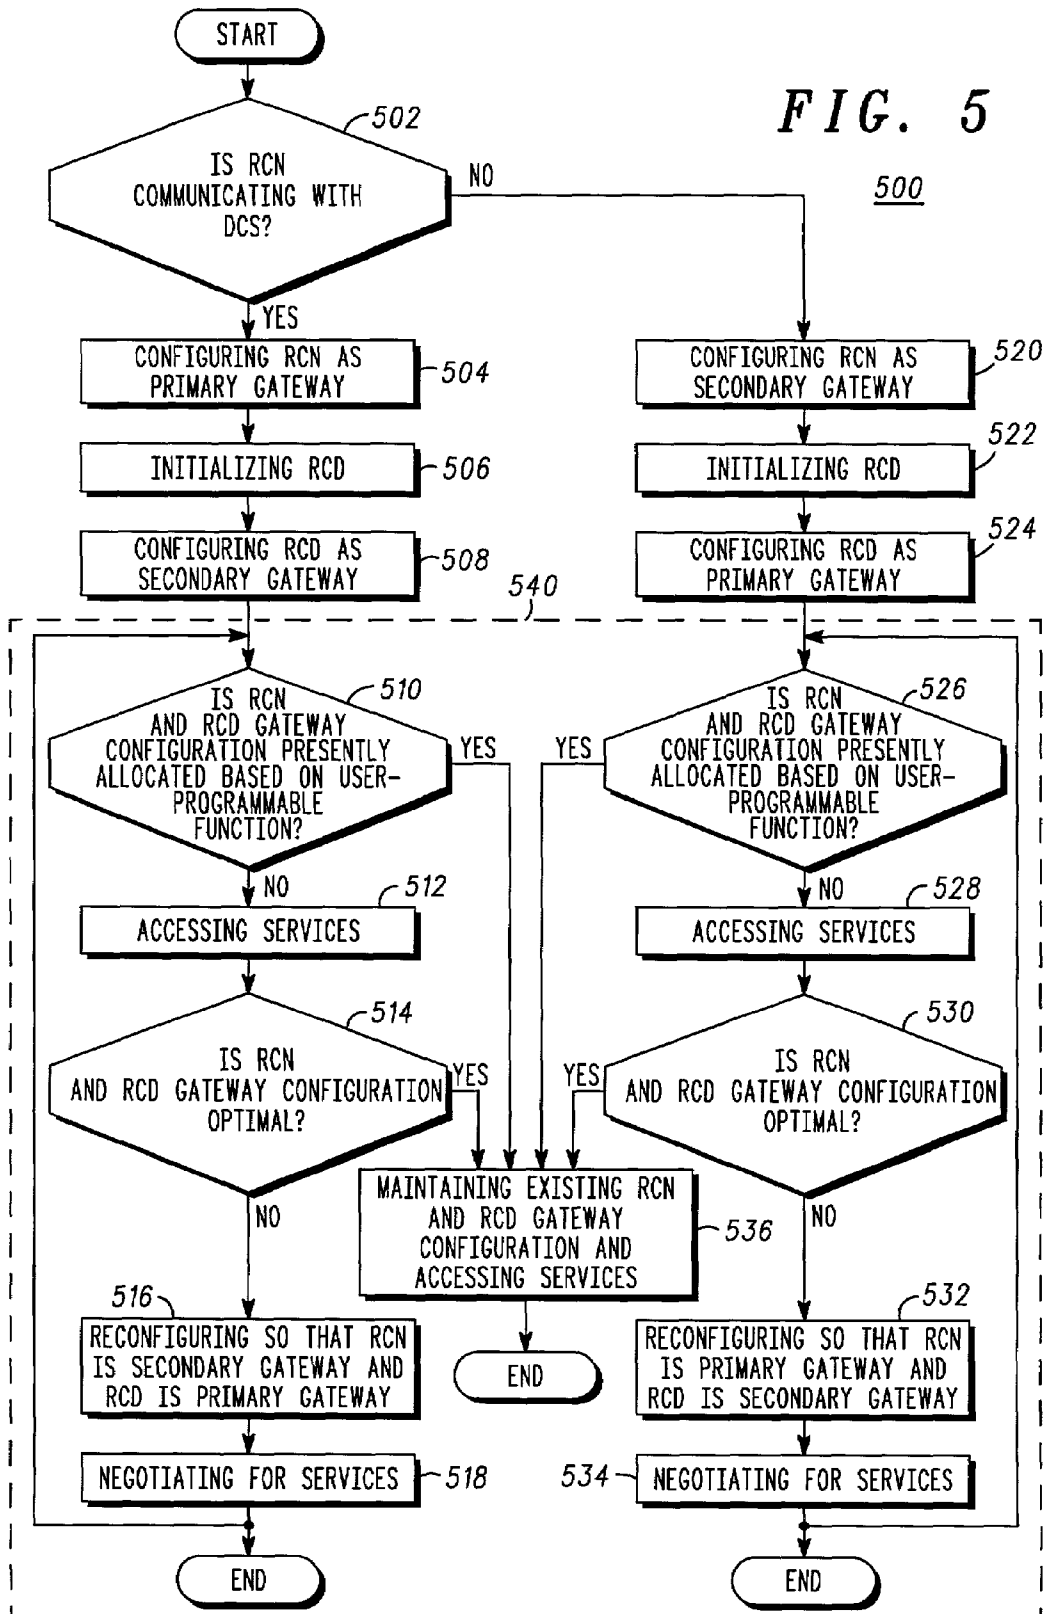 START
FIG. 5
500
502
IS RCN
COMMUNICATING WITH
DCS?
NO
YES
CONFIGURING RCN AS
PRIMARY GATEWAY
504
INITIALIZING RCD
506
CONFIGURING RCD AS
SECONDARY GATEWAY
508
CONFIGURING RCN AS
SECONDARY GATEWAY
520
INITIALIZING RCD
522
CONFIGURING RCD AS
PRIMARY GATEWAY
524
540
510
IS RCN
AND RCD GATEWAY
CONFIGURATION PRESENTLY
ALLOCATED BASED ON USER-
PROGRAMMABLE
FUNCTION?
YES
NO
512
ACCESSING SERVICES
514
IS RCN
AND RCD GATEWAY CONFIGURATION
OPTIMAL?
YES
NO
516
RECONFIGURING SO THAT RCN
IS SECONDARY GATEWAY AND
RCD IS PRIMARY GATEWAY
NEGOTIATING FOR SERVICES
518
END
526
IS RCN
AND RCD GATEWAY
CONFIGURATION PRESENTLY
ALLOCATED BASED ON USER-
PROGRAMMABLE
FUNCTION?
YES
NO
528
ACCESSING SERVICES
530
IS RCN
AND RCD GATEWAY CONFIGURATION
OPTIMAL?
YES
NO
MAINTAINING EXISTING RCN
AND RCD GATEWAY
CONFIGURATION AND
ACCESSING SERVICES
536
END
532
RECONFIGURING SO THAT RCN
IS PRIMARY GATEWAY AND
RCD IS SECONDARY GATEWAY
534
NEGOTIATING FOR SERVICES
END